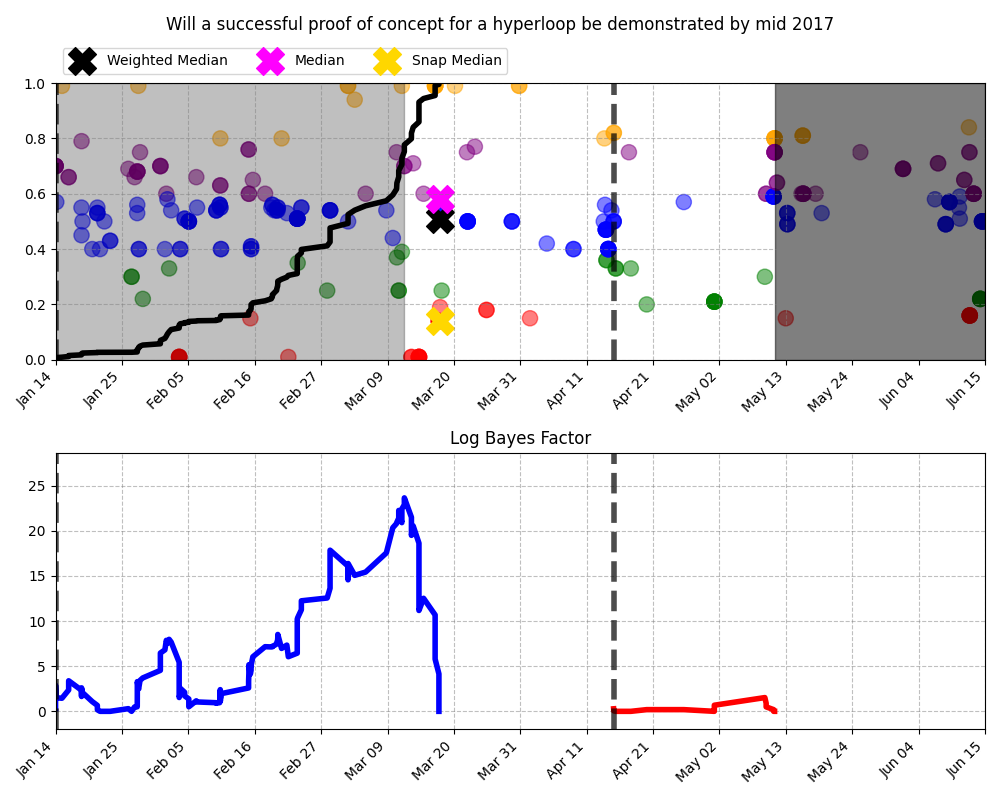 Will a successful proof of concept for a hyperloop be demonstrated by mid 2017
Weighted Median Median Snap Median
1.0
0.8
0.6
0.4
0.2
0.0
Jan 14 Jan 25 Feb 05 Feb 16 Feb 27 Mar 09 Mar 20 Mar 31 Apr 11 Apr 21 May 02 May 13 May 24 Jun 04 Jun 15
Log Bayes Factor
25
20
15
10
5
0
Jan 14 Jan 25 Feb 05 Feb 16 Feb 27 Mar 09 Mar 20 Mar 31 Apr 11 Apr 21 May 02 May 13 May 24 Jun 04 Jun 15